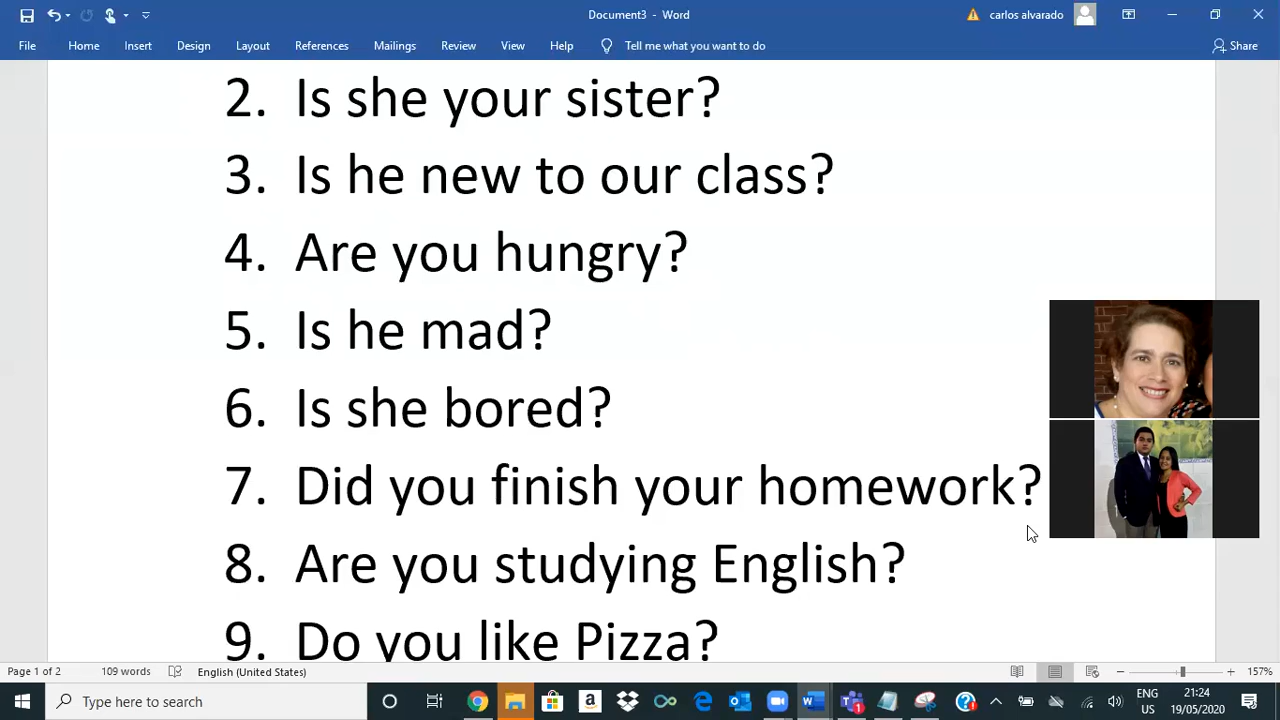 Document3 - Word
carlos alvarado
File Home Insert Design Layout References Mailings Review View Help Tell me what you want to do Share
2. Is she your sister?
3. Is he new to our class?
4. Are you hungry?
5. Is he mad?
6. Is she bored?
7. Did you finish your homework?
8. Are you studying English?
9. Do you like Pizza?
Page 1 of 2 109 words English (United States) 157%
Type here to search
ENG 21:24
US 19/05/2020